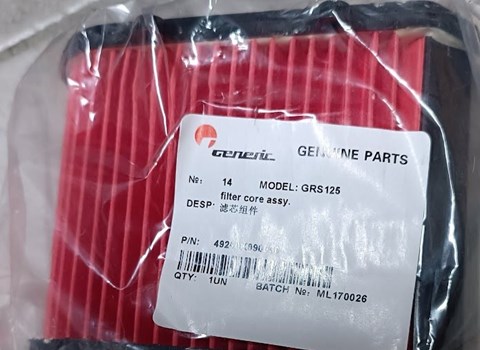 Generic GENUINE PARTS
No: 14 MODEL: GRS125
filter core assy.
DESP: 滤芯组件
P/N:
QTY: 1UN BATCH No: ML170026